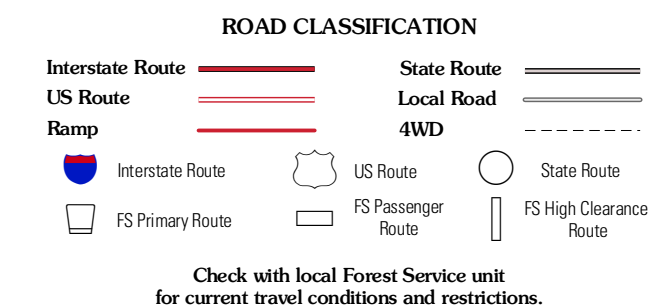 ROAD CLASSIFICATION
Interstate Route
State Route
US Route
Local Road
Ramp
4WD
Interstate Route
US Route
State Route
FS Primary Route
FS Passenger
Route
FS High Clearance
Route
Check with local Forest Service unit
for current travel conditions and restrictions.